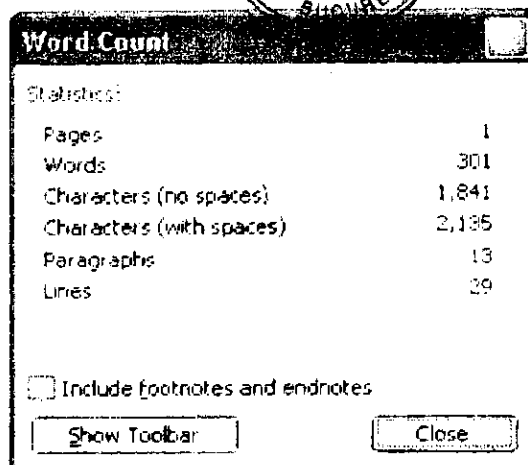 Word Count
Statistics:
Pages 1
Words 301
Characters (no spaces) 1,841
Characters (with spaces) 2,135
Paragraphs 13
Lines 29
Include footnotes and endnotes
Show Toolbar Close